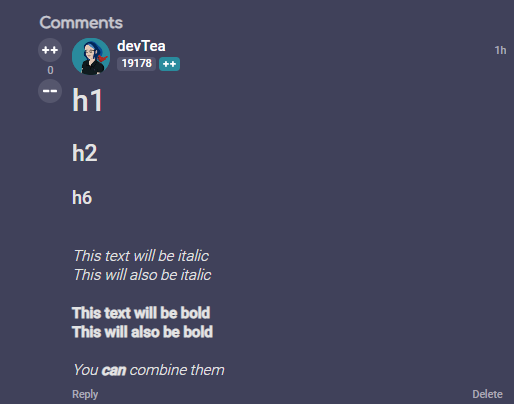 Comments
++
devTea
1h
19178 ++
0
--
h1
h2
h6
This text will be italic
This will also be italic
This text will be bold
This will also be bold
You can combine them
Reply
Delete